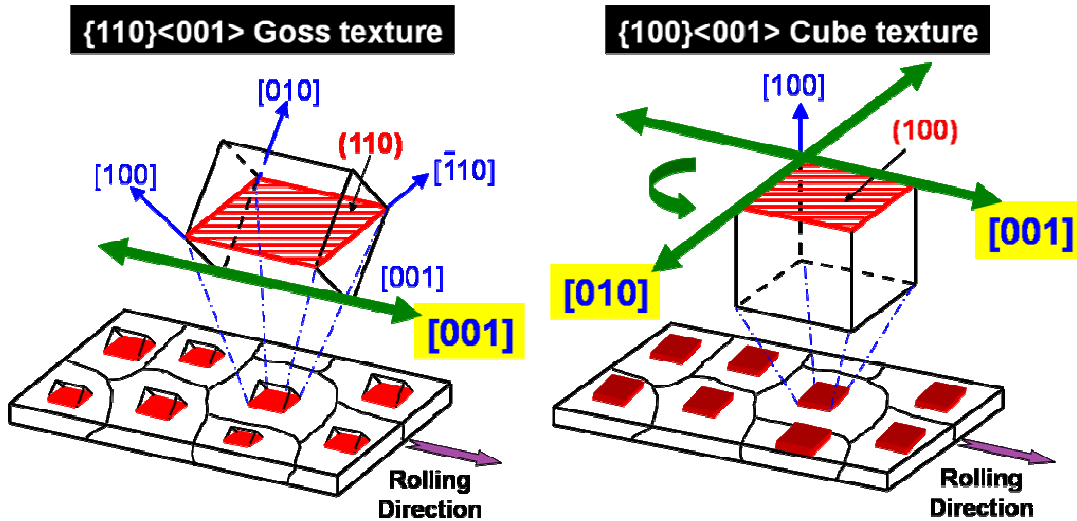 {110}<001> Goss texture
[010]
(110)
[100]
[1̄10]
[001]
[001]
Rolling
Direction
{100}<001> Cube texture
[100]
(100)
[001]
[010]
Rolling
Direction